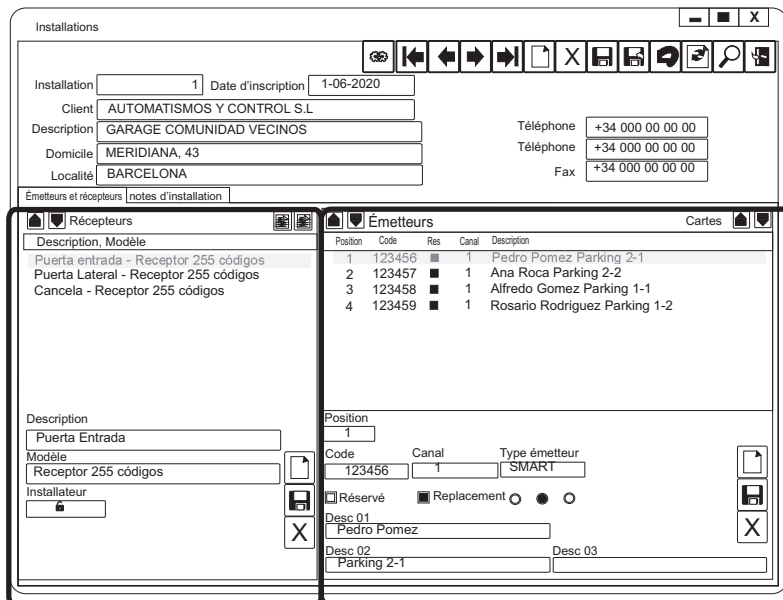 Installations
X
X
Installation 1 Date d'inscription 1-06-2020
Client AUTOMATISMOS Y CONTROL S.L
Description GARAGE COMUNIDAD VECINOS
Téléphone +34 000 00 00 00
Domicile MERIDIANA, 43
Téléphone +34 000 00 00 00
Localité BARCELONA
Fax +34 000 00 00 00
Émetteurs et récepteurs notes d'installation
Récepteurs
Description, Modèle
Puerta entrada - Receptor 255 códigos
Puerta Lateral - Receptor 255 códigos
Cancela - Receptor 255 códigos
Description
Puerta Entrada
Modèle
Receptor 255 códigos
Installateur
X
Émetteurs Cartes
Position Code Res Canal Description
1 123456 1 Pedro Pomez Parking 2-1
2 123457 1 Ana Roca Parking 2-2
3 123458 1 Alfredo Gomez Parking 1-1
4 123459 1 Rosario Rodriguez Parking 1-2
Position
1
Code Canal Type émetteur
123456 1 SMART
Réservé Replacement
Desc 01
Pedro Pomez
X
Desc 02 Desc 03
Parking 2-1